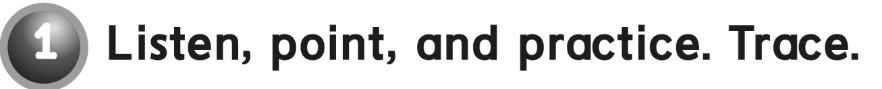 1 Listen, point, and practice. Trace.